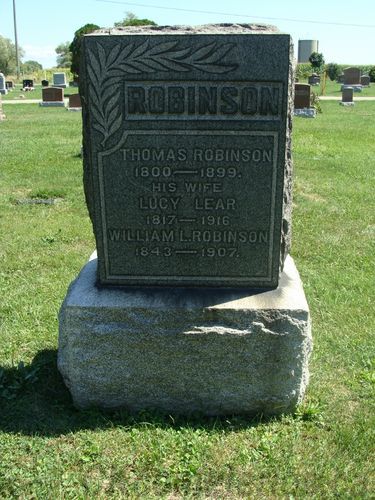 ROBINSON
THOMAS ROBINSON
1800—1899.
HIS WIFE
LUCY LEAR
1817—1916
WILLIAM L. ROBINSON
1843—1907.